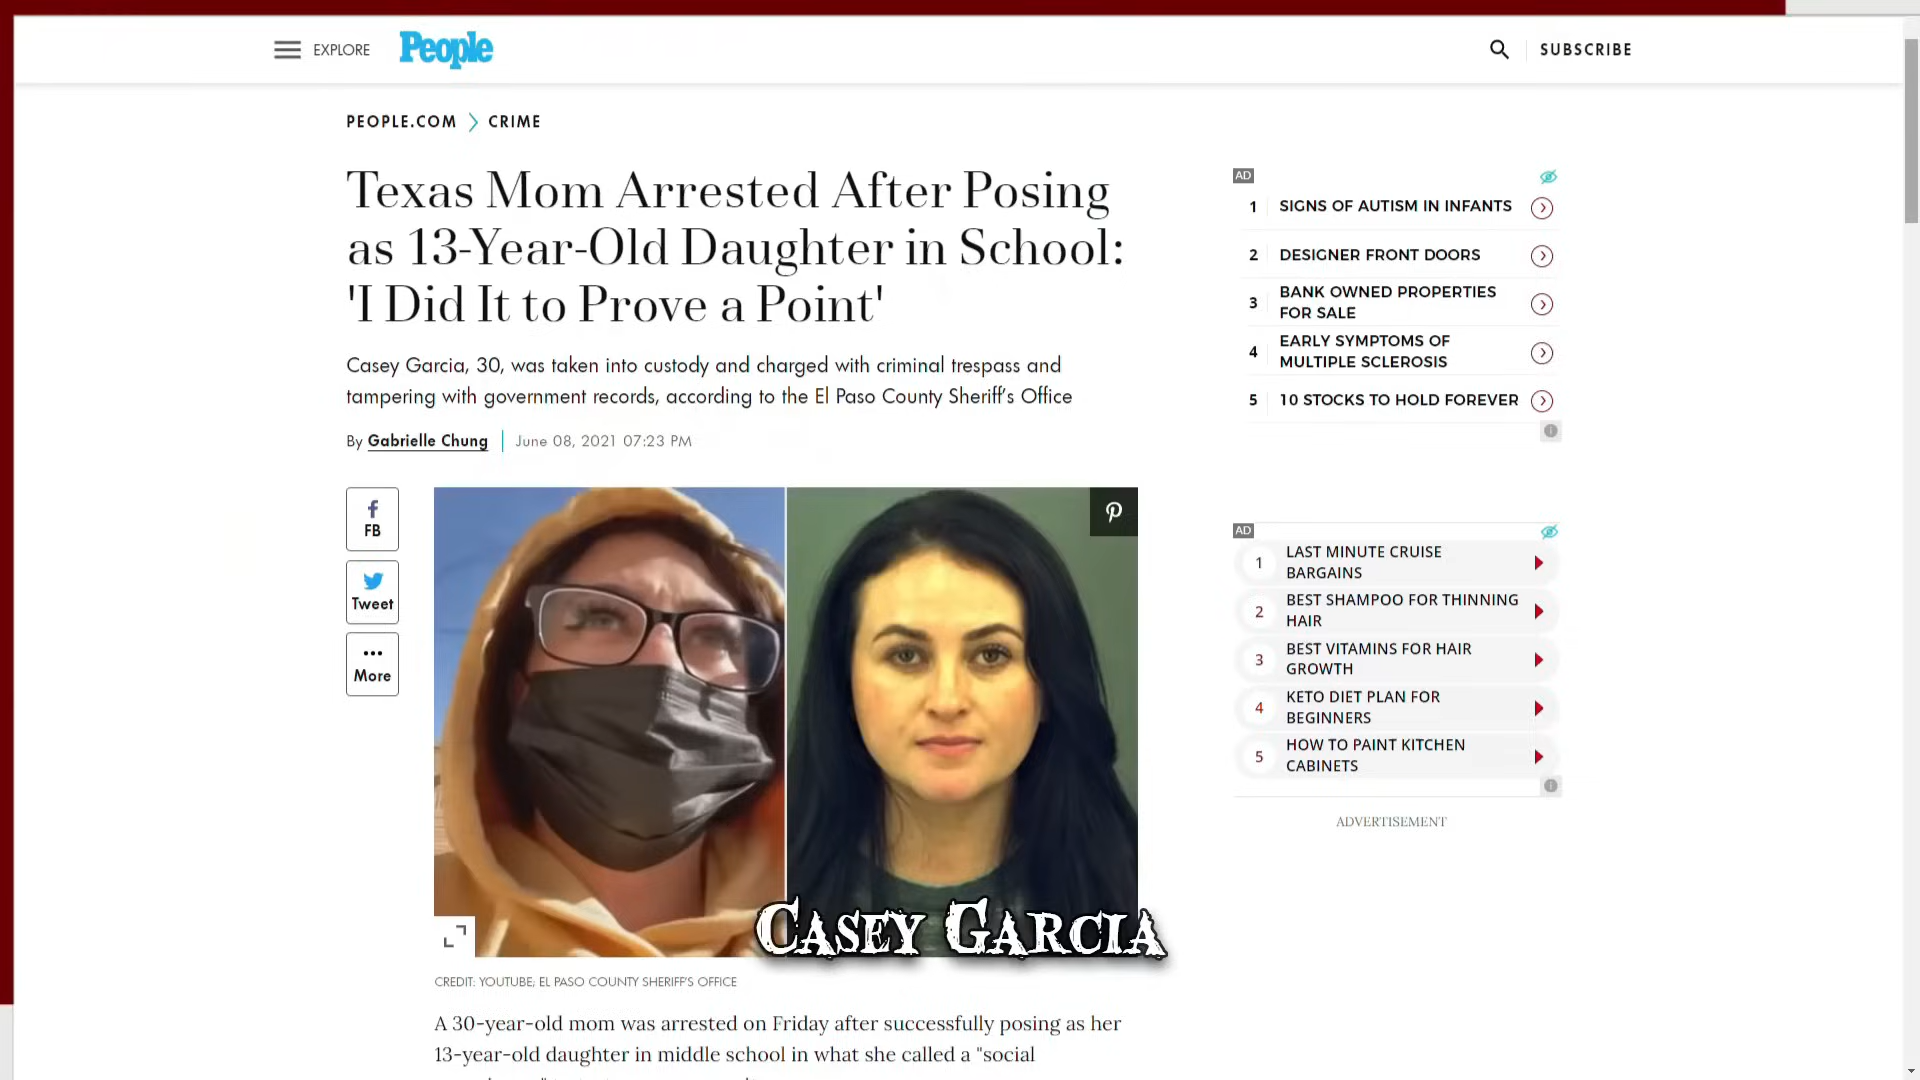 EXPLORE
People
SUBSCRIBE
PEOPLE.COM
CRIME
Texas Mom Arrested After Posing
as 13-Year-Old Daughter in School:
'I Did It to Prove a Point'
Casey Garcia, 30, was taken into custody and charged with criminal trespass and
tampering with government records, according to the El Paso County Sheriff's Office
By Gabrielle Chung
June 08, 2021 07:23 PM
FB
Tweet
More
CASEY GARCIA
CREDIT: YOUTUBE; EL PASO COUNTY SHERIFF'S OFFICE
A 30-year-old mom was arrested on Friday after successfully posing as her
13-year-old daughter in middle school in what she called a "social
AD
1 SIGNS OF AUTISM IN INFANTS
2 DESIGNER FRONT DOORS
3 BANK OWNED PROPERTIES
FOR SALE
4 EARLY SYMPTOMS OF
MULTIPLE SCLEROSIS
5 10 STOCKS TO HOLD FOREVER
AD
1 LAST MINUTE CRUISE
BARGAINS
2 BEST SHAMPOO FOR THINNING
HAIR
3 BEST VITAMINS FOR HAIR
GROWTH
4 KETO DIET PLAN FOR
BEGINNERS
5 HOW TO PAINT KITCHEN
CABINETS
ADVERTISEMENT